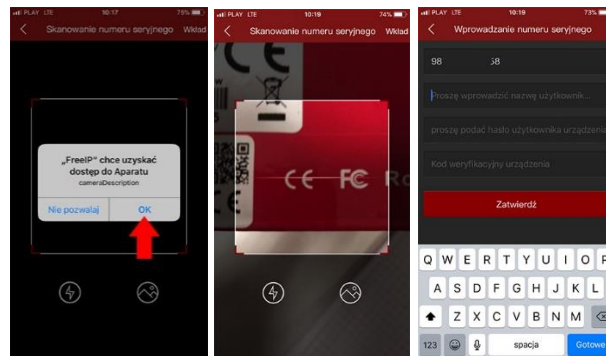 PLAY LTE 10:17 79%
Skanowanie numeru seryjnego Wkład
„FreeIP" chce uzyskać
dostęp do Aparatu
cameraDescription
Nie pozwalaj OK
PLAY LTE 10:19 74%
Skanowanie numeru seryjnego Wkład
CE
CE FC
PLAY LTE 10:19 73%
Wprowadzanie numeru seryjnego
98 58
Proszę wprowadzić nazwę użytkownik...
proszę podać hasło użytkownika urządzenia
Kod weryfikacyjny urządzenia
Zatwierdź
Q W E R T Y U I O P
A S D F G H J K L
Z X C V B N M
123 spacja Gotowe